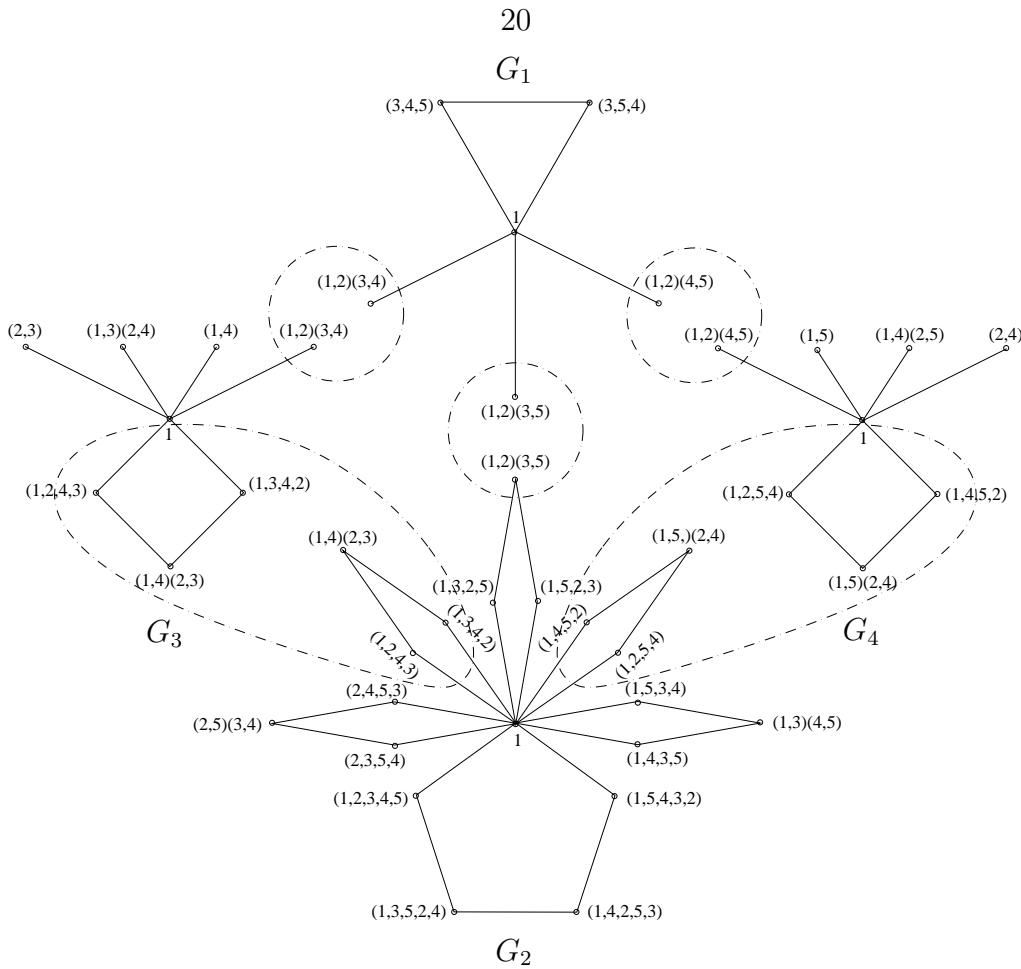 20
G1
(3,4,5) (3,5,4)
1
(1,2)(3,4) (1,2)(4,5)
(2,3) (1,3)(2,4) (1,4) (1,2)(3,4) (1,2)(4,5) (1,5) (1,4)(2,5) (2,4)
(1,2)(3,5)
1 1
(1,2)(3,5)
(1,2,4,3) (1,3,4,2) (1,2,5,4) (1,4,5,2)
(1,4)(2,3) (1,5,)(2,4)
(1,4)(2,3) (1,3,2,5) (1,5,2,3) (1,5)(2,4)
G3 (1,3,4,2) (1,4,5,2) G4
(1,2,4,3) (1,2,5,4)
(2,4,5,3) (1,5,3,4)
(2,5)(3,4) (1,3)(4,5)
1
(2,3,5,4) (1,4,3,5)
(1,2,3,4,5) (1,5,4,3,2)
(1,3,5,2,4) (1,4,2,5,3)
G2